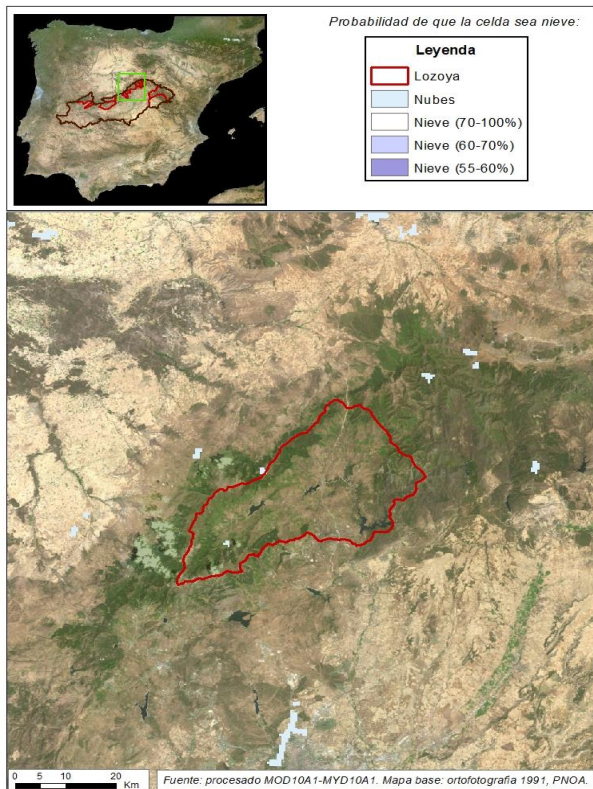 Probabilidad de que la celda sea nieve:
Leyenda
Lozoya
Nubes
Nieve (70-100%)
Nieve (60-70%)
Nieve (55-60%)
0 5 10 20
Km
Fuente: procesado MOD10A1-MYD10A1. Mapa base: ortofotografia 1991, PNOA.